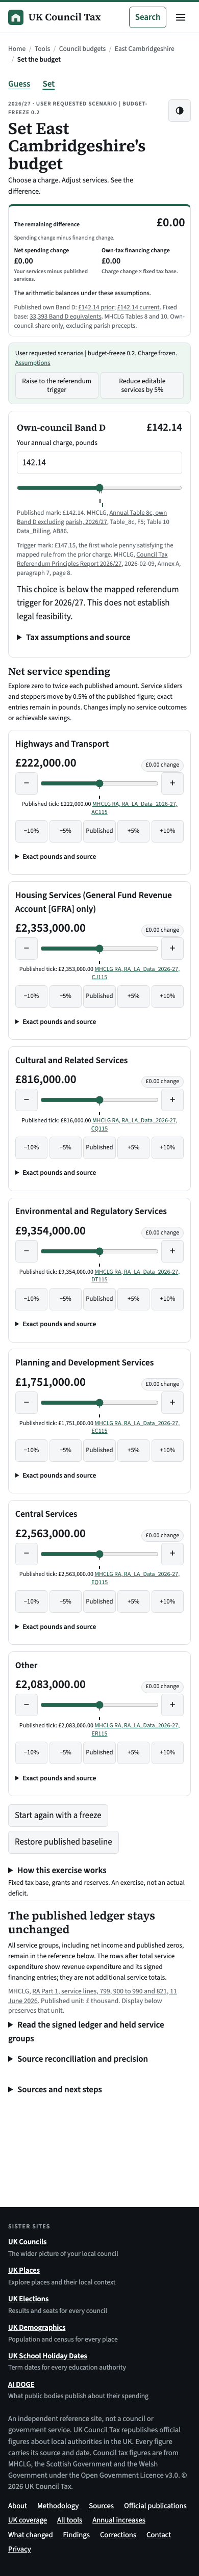 UK Council Tax
Search
Home / Tools / Council budgets / East Cambridgeshire
/ Set the budget
Guess Set
2026/27 · USER REQUESTED SCENARIO | BUDGET-
FREEZE 0.2
Set East
Cambridgeshire's
budget
Choose a charge. Adjust services. See the
difference.
The remaining difference £0.00
Spending change minus financing change.
Net spending change
£0.00
Your services minus published
services.
Own-tax financing change
£0.00
Charge change × fixed tax base.
The arithmetic balances under these assumptions.
Published own Band D: £142.14 prior; £142.14 current. Fixed
base: 33,393 Band D equivalents. MHCLG Tables 8 and 10. Own-
council share only, excluding parish precepts.
User requested scenarios | budget-freeze 0.2. Charge frozen.
Assumptions
Raise to the referendum
trigger
Reduce editable
services by 5%
Own-council Band D £142.14
Your annual charge, pounds
142.14
Published mark: £142.14. MHCLG, Annual Table 8c, own
Band D excluding parish, 2026/27, Table_8c, F5; Table 10
Data_Billing, AB86.
Trigger mark: £147.15, the first whole penny satisfying the
mapped rule from the prior charge. MHCLG, Council Tax
Referendum Principles Report 2026/27, 2026-02-09, Annex A,
paragraph 7, page 8.
This choice is below the mapped referendum
trigger for 2026/27. This does not establish
legal feasibility.
▶ Tax assumptions and source
Net service spending
Explore zero to twice each published amount. Service sliders
and steppers move by 0.5% of the published figure; exact
entries remain in pounds. Changes imply no service outcomes
or achievable savings.
Highways and Transport
£222,000.00 £0.00 change
− +
Published tick: £222,000.00 MHCLG RA, RA_LA_Data_2026-27,
AC115
−10% −5% Published +5% +10%
▶ Exact pounds and source
Housing Services (General Fund Revenue
Account [GFRA] only)
£2,353,000.00 £0.00 change
− +
Published tick: £2,353,000.00 MHCLG RA, RA_LA_Data_2026-27,
CJ115
−10% −5% Published +5% +10%
▶ Exact pounds and source
Cultural and Related Services
£816,000.00 £0.00 change
− +
Published tick: £816,000.00 MHCLG RA, RA_LA_Data_2026-27,
CQ115
−10% −5% Published +5% +10%
▶ Exact pounds and source
Environmental and Regulatory Services
£9,354,000.00 £0.00 change
− +
Published tick: £9,354,000.00 MHCLG RA, RA_LA_Data_2026-27,
DT115
−10% −5% Published +5% +10%
▶ Exact pounds and source
Planning and Development Services
£1,751,000.00 £0.00 change
− +
Published tick: £1,751,000.00 MHCLG RA, RA_LA_Data_2026-27,
EC115
−10% −5% Published +5% +10%
▶ Exact pounds and source
Central Services
£2,563,000.00 £0.00 change
− +
Published tick: £2,563,000.00 MHCLG RA, RA_LA_Data_2026-27,
EQ115
−10% −5% Published +5% +10%
▶ Exact pounds and source
Other
£2,083,000.00 £0.00 change
− +
Published tick: £2,083,000.00 MHCLG RA, RA_LA_Data_2026-27,
ER115
−10% −5% Published +5% +10%
▶ Exact pounds and source
Start again with a freeze
Restore published baseline
▶ How this exercise works
Fixed tax base, grants and reserves. An exercise, not an actual
deficit.
The published ledger stays
unchanged
All service groups, including net income and published zeros,
remain in the reference below. The rows after total service
expenditure show revenue expenditure and its signed
financing entries; they are not additional service totals.
MHCLG, RA Part 1, service lines, 799, 900 to 990 and 821, 11
June 2026. Published unit: £ thousand. Display below
preserves that unit.
▶ Read the signed ledger and held service
groups
▶ Source reconciliation and precision
▶ Sources and next steps
SISTER SITES
UK Councils
The wider picture of your local council
UK Places
Explore places and their local context
UK Elections
Results and seats for every council
UK Demographics
Population and census for every place
UK School Holiday Dates
Term dates for every education authority
AI DOGE
What public bodies publish about their spending
An independent reference site, not a council or
government service. UK Council Tax republishes official
figures about local authorities in the UK. Every figure
carries its source and date. Council tax figures are from
MHCLG, the Scottish Government and the Welsh
Government under the Open Government Licence v3.0. ©
2026 UK Council Tax.
About Methodology Sources Official publications
UK coverage All tools Annual increases
What changed Findings Corrections Contact
Privacy